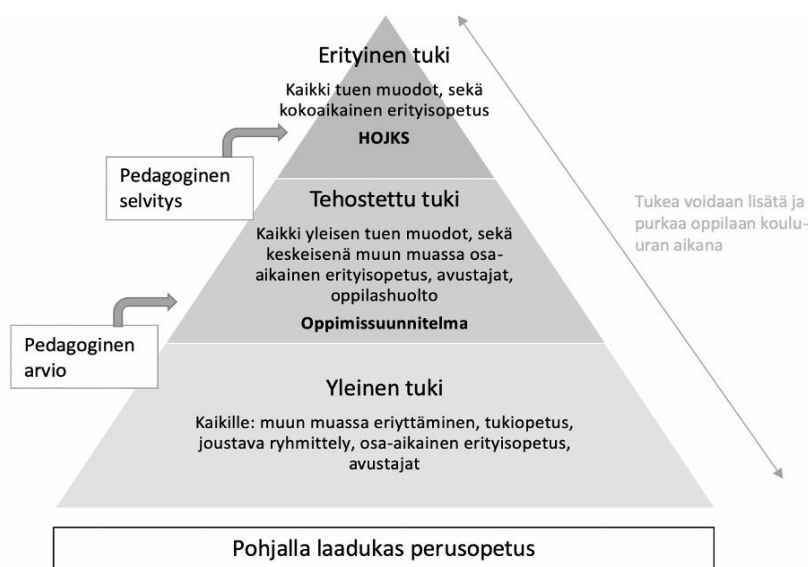 Erityinen tuki
Kaikki tuen muodot, sekä
kokoaikainen erityisopetus
HOJKS
Pedagoginen
selvitys
Tehostettu tuki
Kaikki yleisen tuen muodot, sekä
keskeisenä muun muassa osa-
aikainen erityisopetus, avustajat,
oppilashuolto
Oppimissuunnitelma
Tukea voidaan lisätä ja
purkaa oppilaan koulu-
uran aikana
Pedagoginen
arvio
Yleinen tuki
Kaikille: muun muassa eriyttäminen, tukiopetus,
joustava ryhmittely, osa-aikainen erityisopetus,
avustajat
Pohjalla laadukas perusopetus